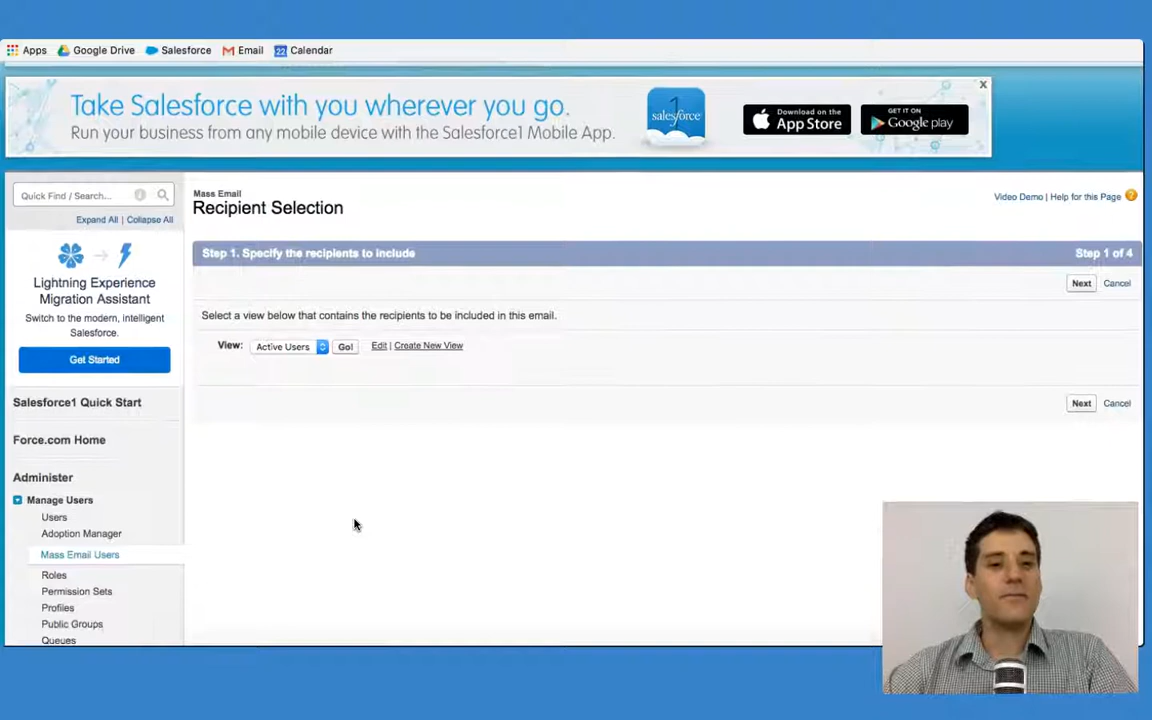 Apps Google Drive Salesforce Email 22 Calendar
Take Salesforce with you wherever you go.
Run your business from any mobile device with the Salesforce1 Mobile App.
1
salesforce
Download on the
App Store
GET IT ON
Google play
X
Quick Find / Search... i
Expand All | Collapse All
Lightning Experience
Migration Assistant
Switch to the modern, intelligent
Salesforce.
Get Started
Salesforce1 Quick Start
Force.com Home
Administer
Manage Users
Users
Adoption Manager
Mass Email Users
Roles
Permission Sets
Profiles
Public Groups
Queues
Mass Email
Recipient Selection
Video Demo | Help for this Page ?
Step 1. Specify the recipients to include Step 1 of 4
Next Cancel
Select a view below that contains the recipients to be included in this email.
View: Active Users Go! Edit | Create New View
Next Cancel